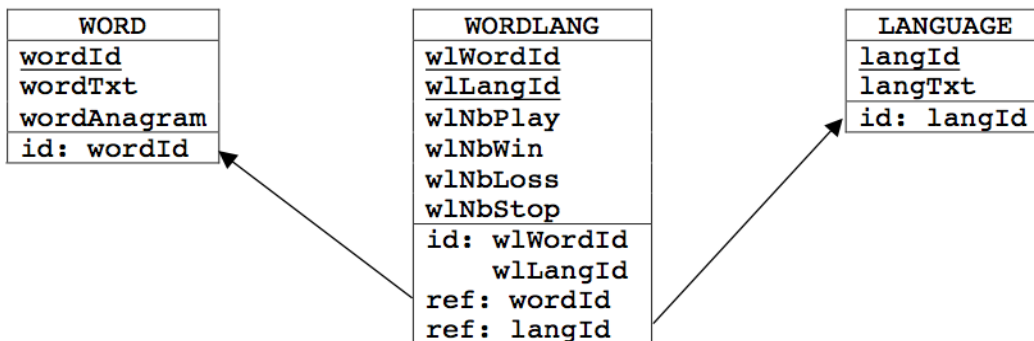 WORD
wordId
wordTxt
wordAnagram
id: wordId
WORDLANG
wlWordId
wlLangId
wlNbPlay
wlNbWin
wlNbLoss
wlNbStop
id: wlWordId
wlLangId
ref: wordId
ref: langId
LANGUAGE
langId
langTxt
id: langId